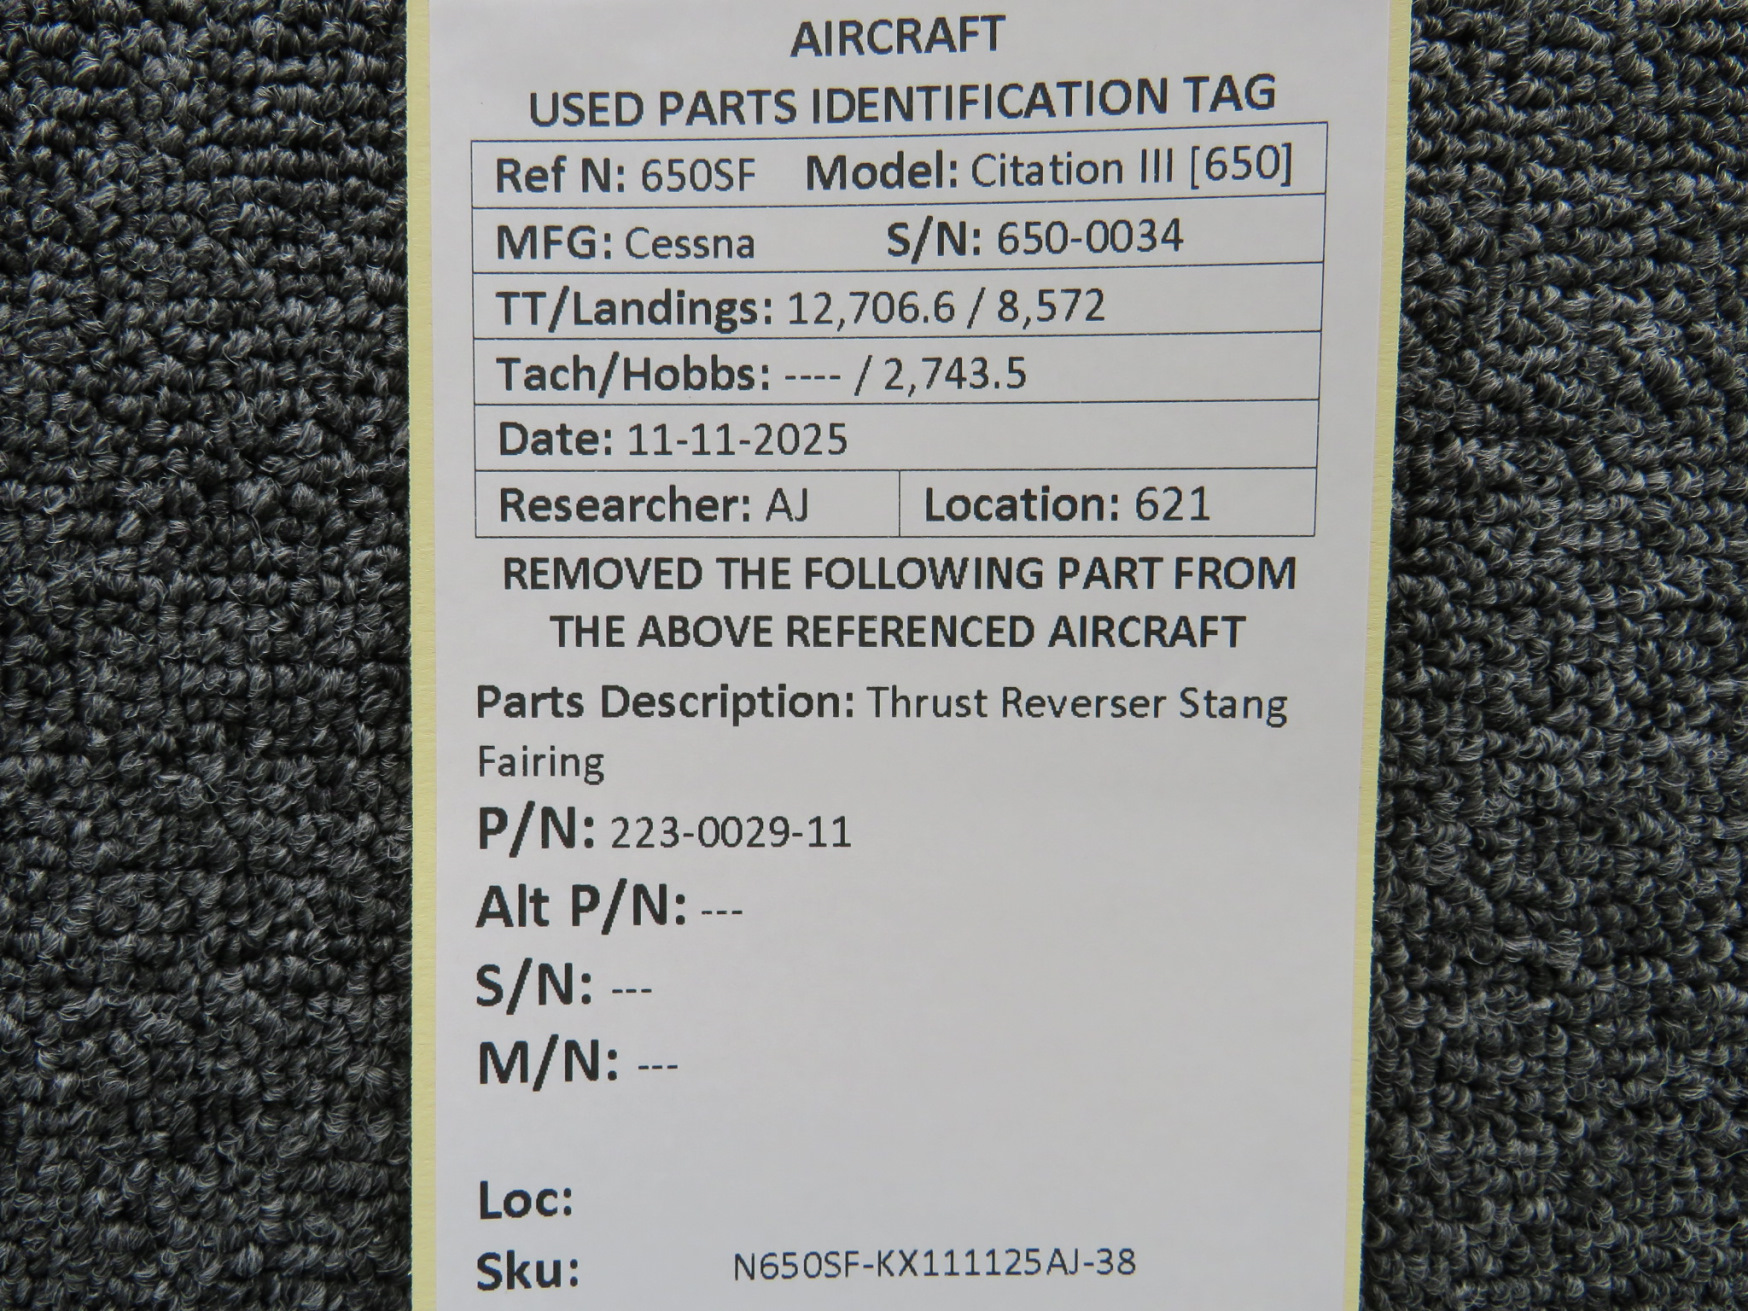 AIRCRAFT
USED PARTS IDENTIFICATION TAG
Ref N: 650SF Model: Citation III [650]
MFG: Cessna S/N: 650-0034
TT/Landings: 12,706.6 / 8,572
Tach/Hobbs: ---- / 2,743.5
Date: 11-11-2025
Researcher: AJ Location: 621
REMOVED THE FOLLOWING PART FROM
THE ABOVE REFERENCED AIRCRAFT
Parts Description: Thrust Reverser Stang
Fairing
P/N: 223-0029-11
Alt P/N: ---
S/N: ---
M/N: ---
Loc:
Sku: N650SF-KX111125AJ-38